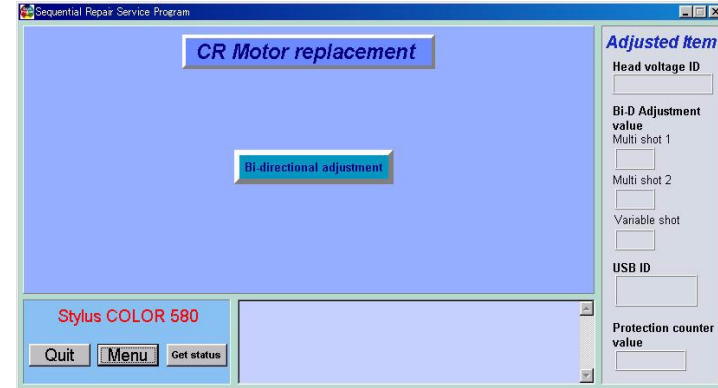 Sequential Repair Service Program
CR Motor replacement
Bi-directional adjustment
Stylus COLOR 580
Quit
Menu
Get status
Adjusted Item
Head voltage ID
Bi-D Adjustment
value
Multi shot 1
Multi shot 2
Variable shot
USB ID
Protection counter
value